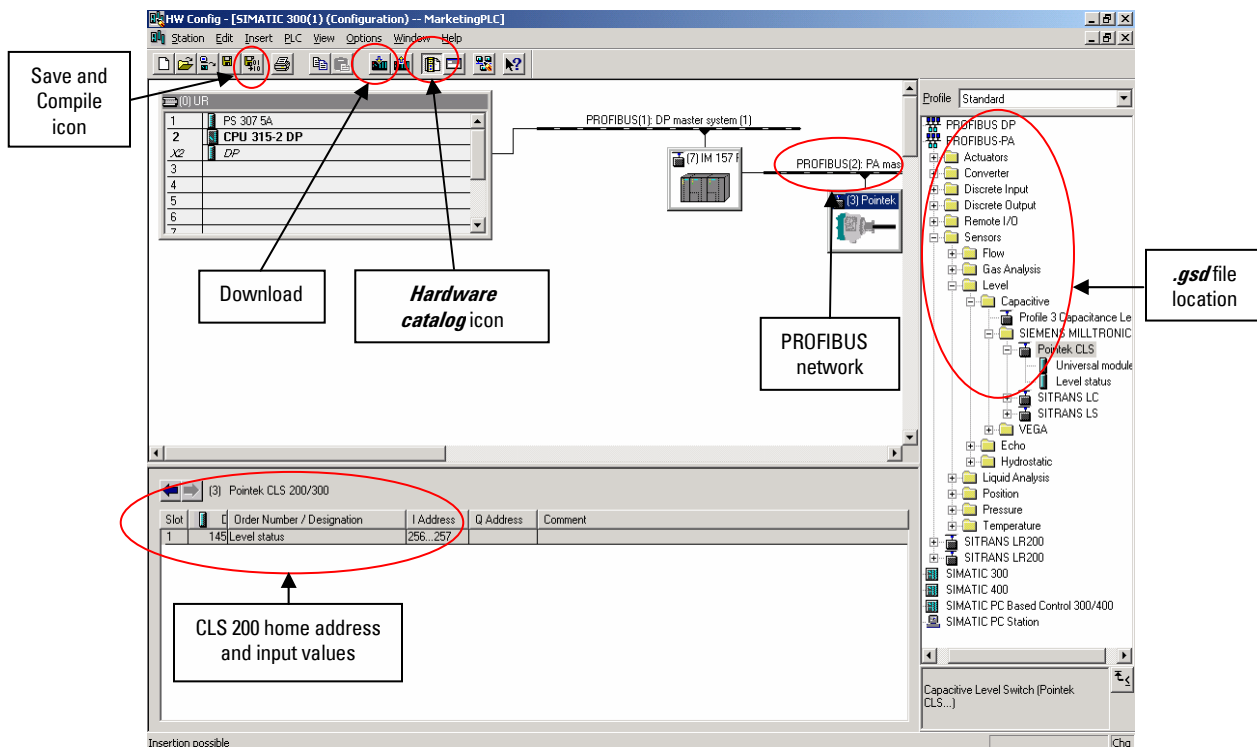 HW Config - [SIMATIC 300(1) (Configuration) -- MarketingPLC]
Station Edit Insert PLC View Options Window Help
Save and
Compile
icon
(0) UR
1 PS 307 5A
2 CPU 315-2 DP
X2 DP
3
4
5
6
7
PROFIBUS(1): DP master system (1)
(7) IM 157 F
PROFIBUS(2): PA mas
(3) Pointek
Download
Hardware
catalog icon
PROFIBUS
network
Profile Standard
PROFIBUS DP
PROFIBUS-PA
Actuators
Converter
Discrete Input
Discrete Output
Remote I/O
Sensors
Flow
Gas Analysis
Level
Capacitive
Profile 3 Capacitance Le
SIEMENS MILLTRONIC
Pointek CLS
Universal module
Level status
SITRANS LC
SITRANS LS
VEGA
Echo
Hydrostatic
Liquid Analysis
Position
Pressure
Temperature
SITRANS LR200
SITRANS LR200
SIMATIC 300
SIMATIC 400
SIMATIC PC Based Control 300/400
SIMATIC PC Station
.gsd file
location
(3) Pointek CLS 200/300
Slot D Order Number / Designation I Address Q Address Comment
1 145 Level status 256...257
CLS 200 home address
and input values
Capacitive Level Switch (Pointek
CLS...)
Insertion possible
Chg